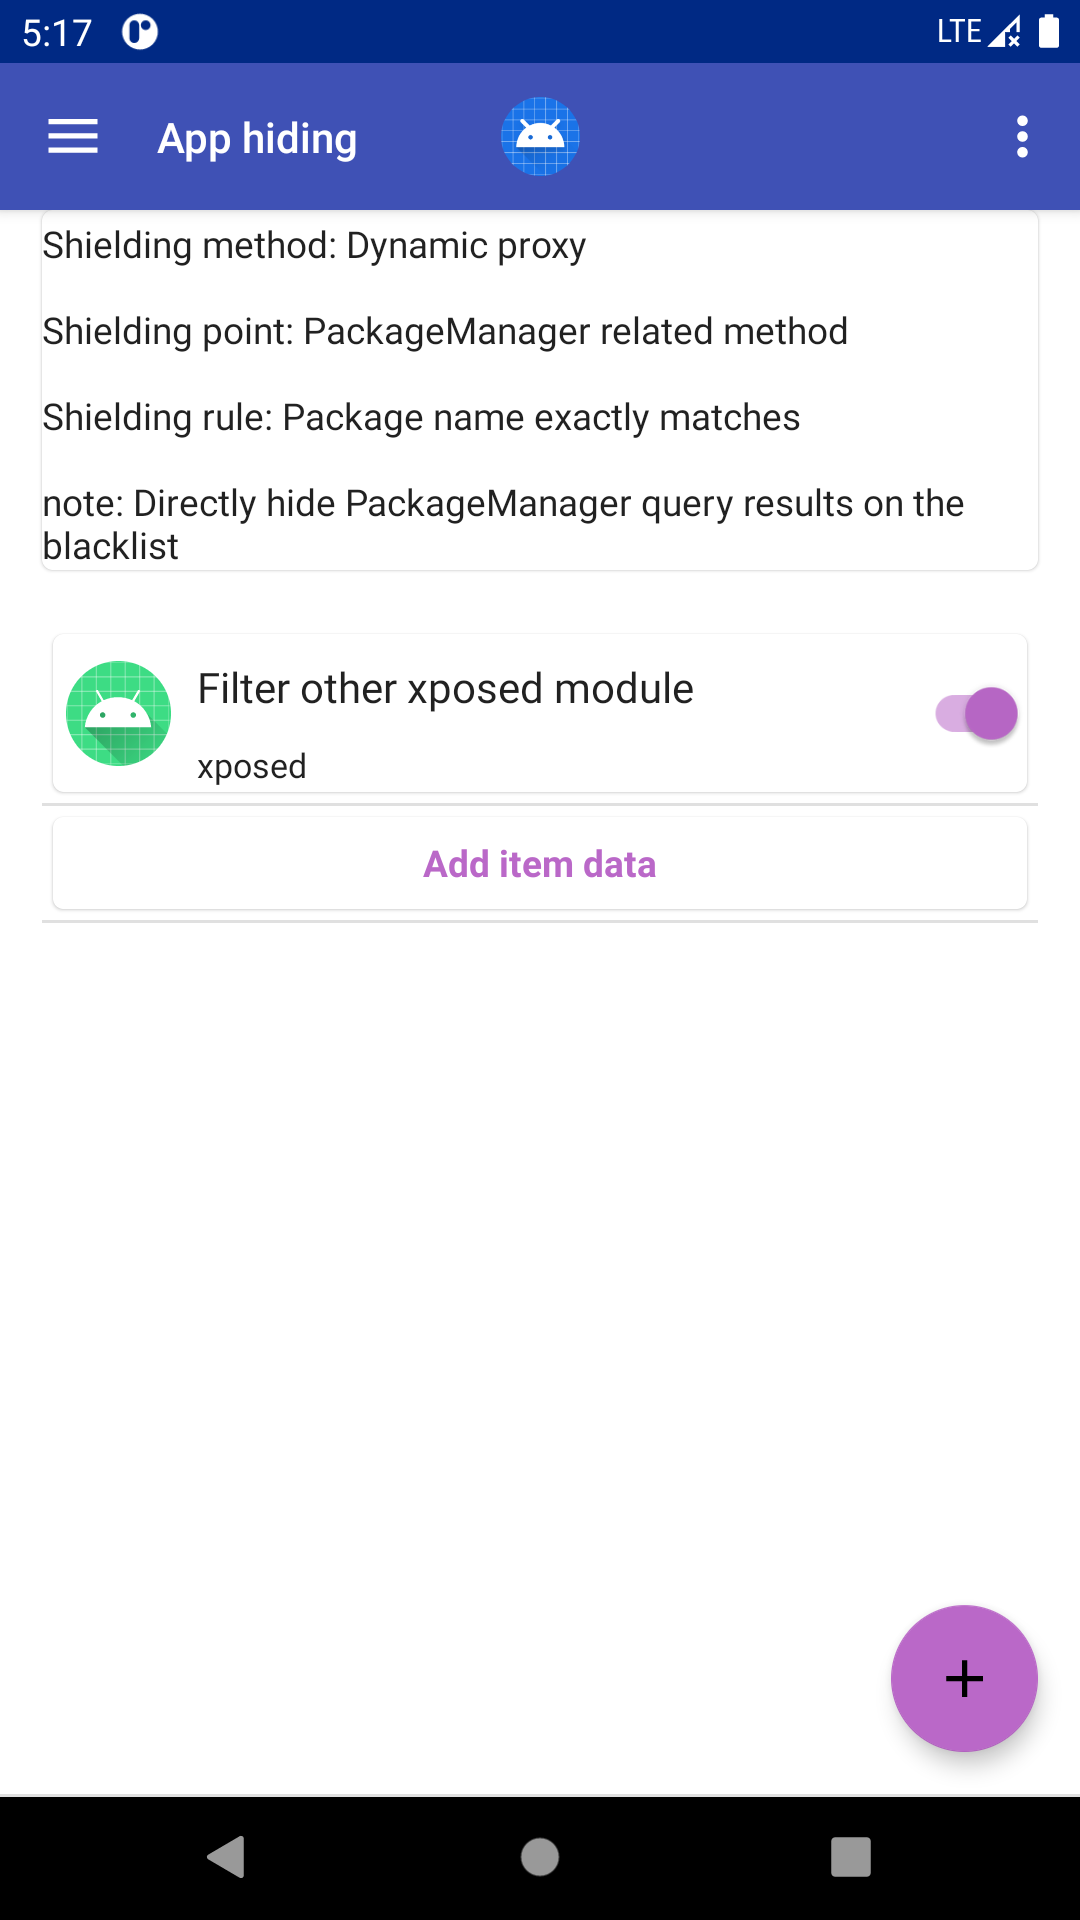 5:17
LTE
App hiding
Shielding method: Dynamic proxy
Shielding point: PackageManager related method
Shielding rule: Package name exactly matches
note: Directly hide PackageManager query results on the
blacklist
Filter other xposed module
xposed
Add item data